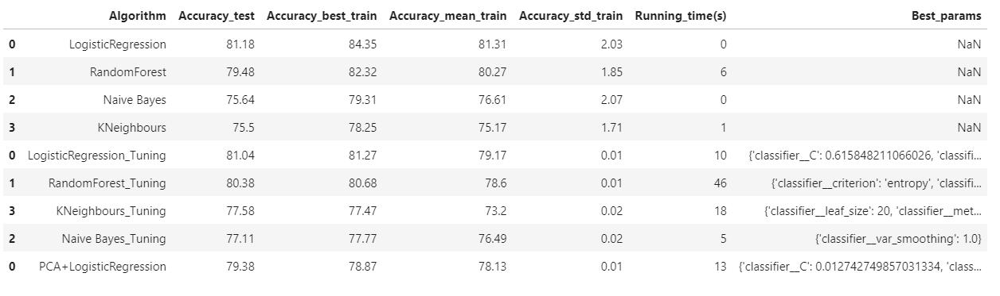 Algorithm Accuracy_test Accuracy_best_train Accuracy_mean_train Accuracy_std_train Running_time(s) Best_params
0 LogisticRegression 81.18 84.35 81.31 2.03 0 NaN
1 RandomForest 79.48 82.32 80.27 1.85 6 NaN
2 Naive Bayes 75.64 79.31 76.61 2.07 0 NaN
3 KNeighbours 75.5 78.25 75.17 1.71 1 NaN
0 LogisticRegression_Tuning 81.04 81.27 79.17 0.01 10 {'classifier__C': 0.615848211066026, 'classifi...
1 RandomForest_Tuning 80.38 80.68 78.6 0.01 46 {'classifier__criterion': 'entropy', 'classifi...
3 KNeighbours_Tuning 77.58 77.47 73.2 0.02 18 {'classifier__leaf_size': 20, 'classifier__met...
2 Naive Bayes_Tuning 77.11 77.77 76.49 0.02 5 {'classifier__var_smoothing': 1.0}
0 PCA+LogisticRegression 79.38 78.87 78.13 0.01 13 {'classifier__C': 0.012742749857031334, 'class...